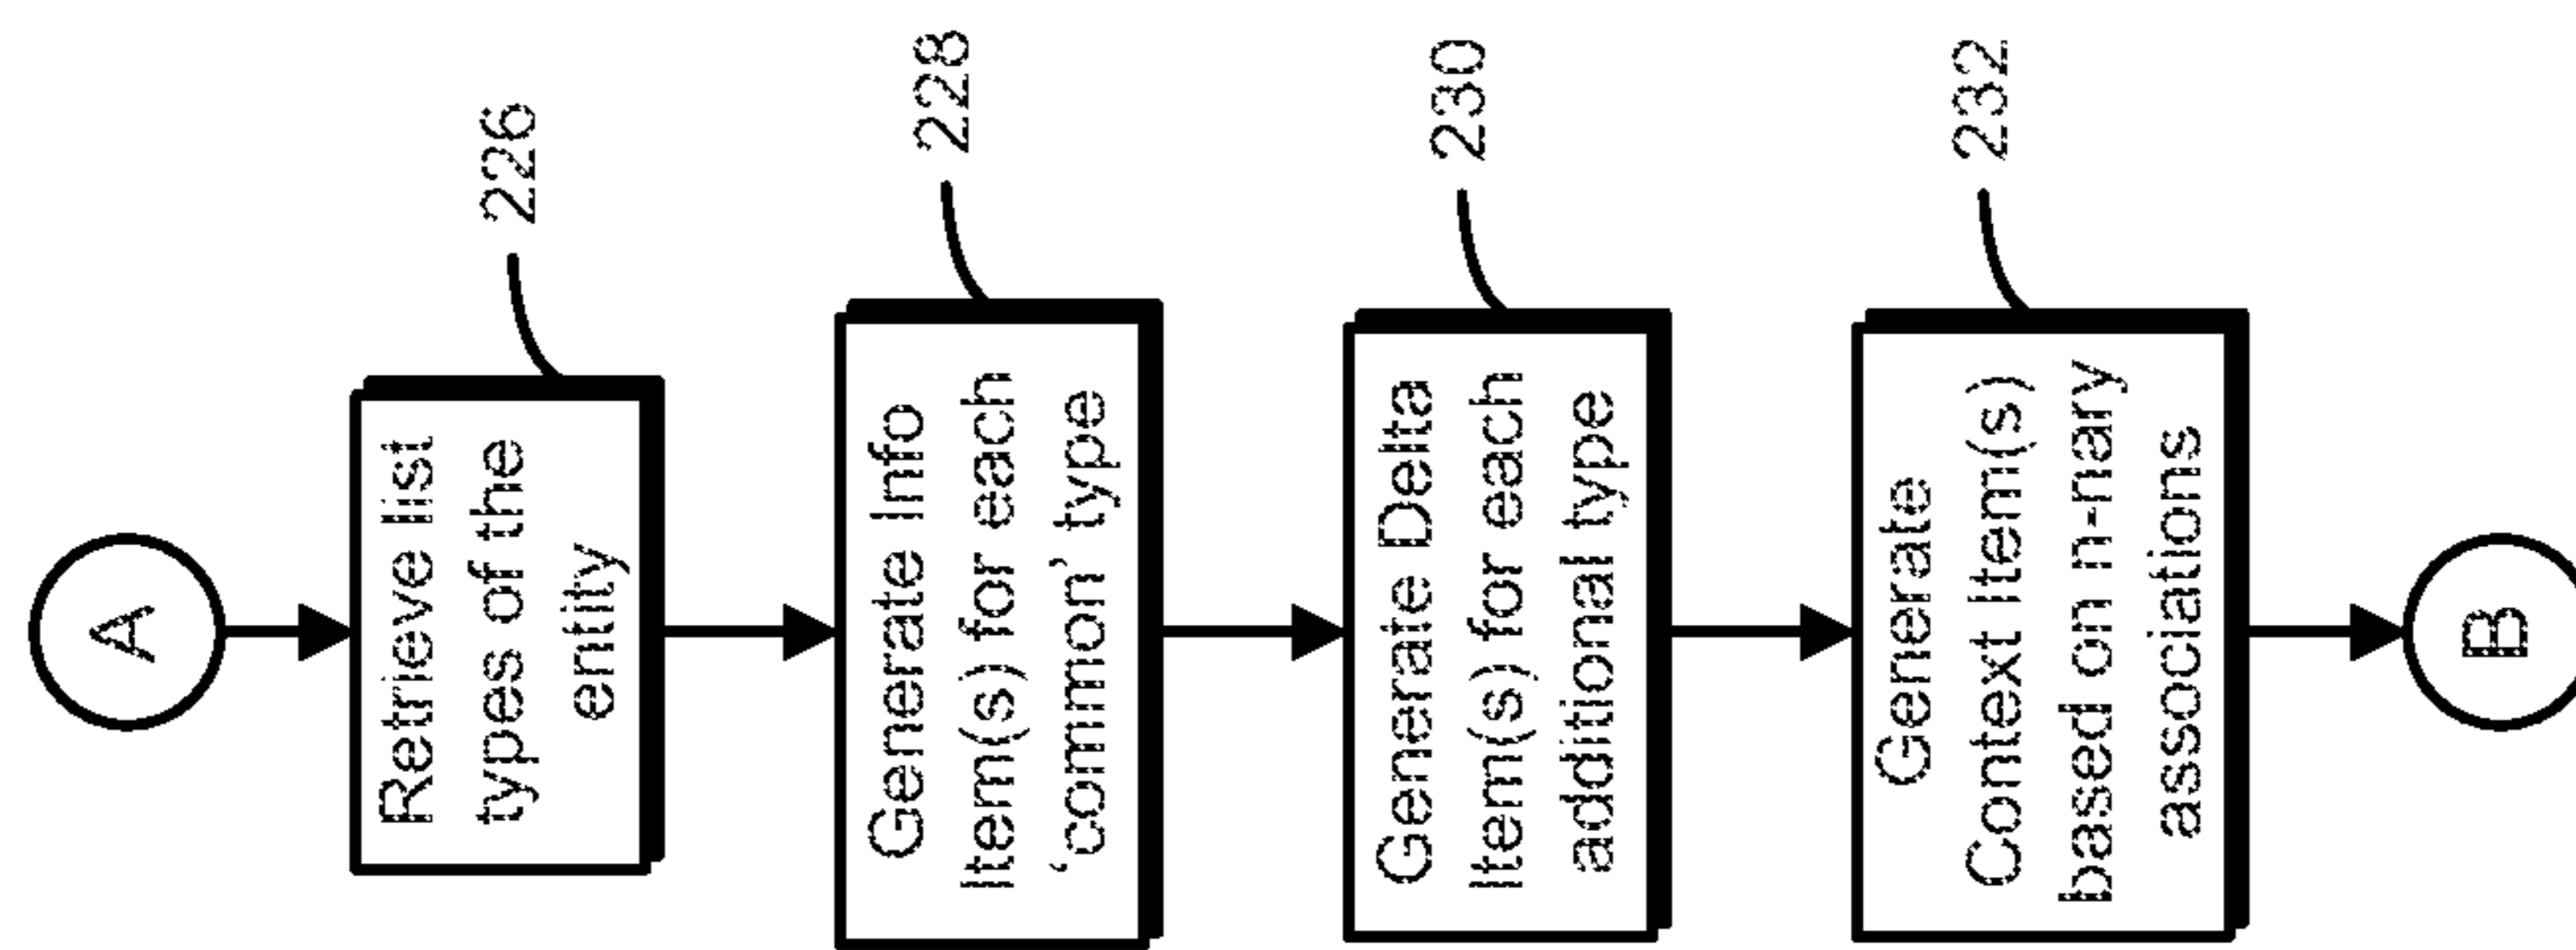 A
Retrieve list
types of the
entity
226
Generate Info
Item(s) for each
‘common’ type
228
Generate Delta
Item(s) for each
additional type
230
Generate
Context Item(s)
based on n-nary
associations
232
B